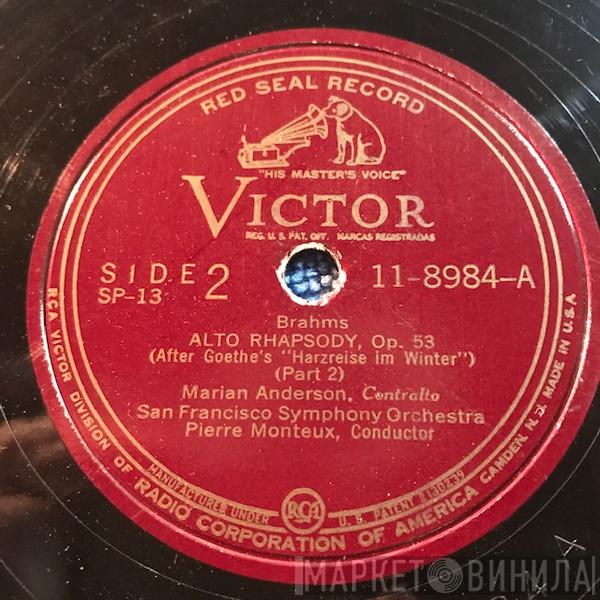 RED SEAL RECORD
"HIS MASTER'S VOICE"
VICTOR
REG. U. S. PAT. OFF. MARCAS REGISTRADAS
SIDE 2
SP-13
11-8984-A
Brahms
ALTO RHAPSODY, Op. 53
(After Goethe's "Harzreise im Winter")
(Part 2)
Marian Anderson, Contralto
San Francisco Symphony Orchestra
Pierre Monteux, Conductor
MANUFACTURES UNDER RCA U. S. PATENT 2130239
RCA VICTOR DIVISION OF RADIO CORPORATION OF AMERICA CAMDEN. N. J. MADE IN U.S.A
МАРКЕТ ВИНИЛА